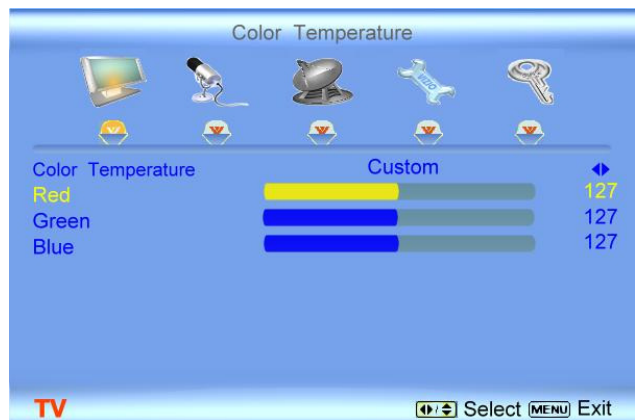 Color Temperature
Color Temperature Custom
Red 127
Green 127
Blue 127
TV Select MENU Exit